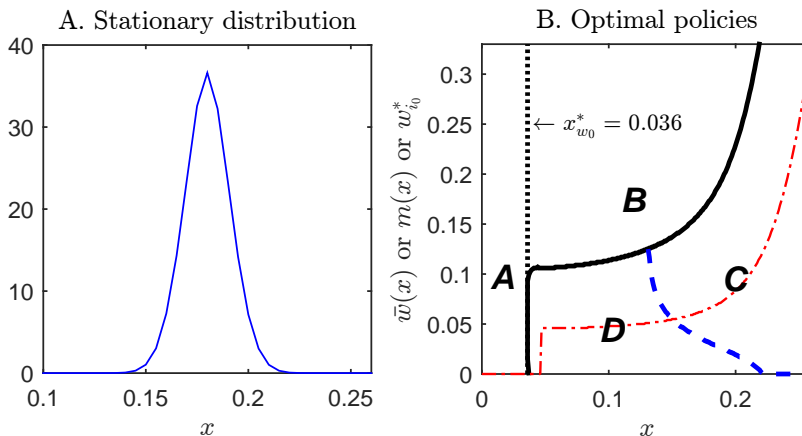 A. Stationary distribution
40
30
20
10
0
0.1
0.15
0.2
0.25
x
B. Optimal policies
w̄(x) or m(x) or w*_{i_0}
0.3
0.25
0.2
0.15
0.1
0.05
0
← x*_{w_0} = 0.036
A
B
C
D
0
0.1
0.2
x